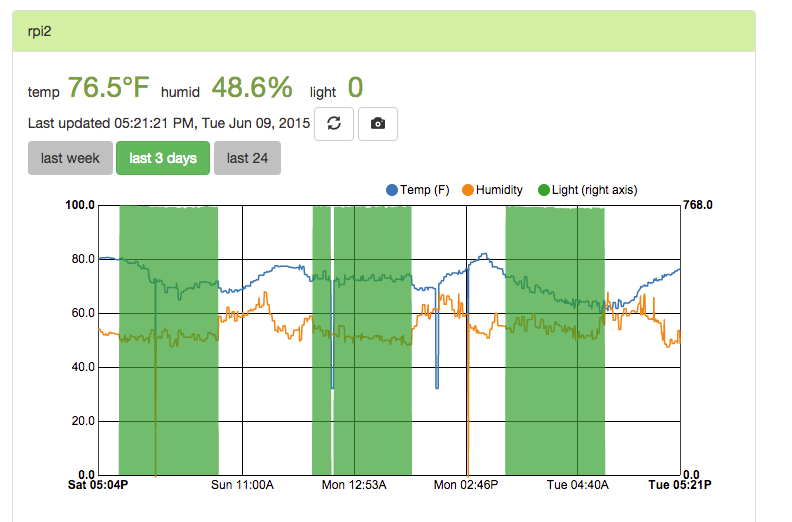 rpi2
temp 76.5°F humid 48.6% light 0
Last updated 05:21:21 PM, Tue Jun 09, 2015
last week last 3 days last 24
Temp (F) Humidity Light (right axis)
100.0 768.0
80.0
60.0
40.0
20.0
0.0 0.0
Sat 05:04P Sun 11:00A Mon 12:53A Mon 02:46P Tue 04:40A Tue 05:21P